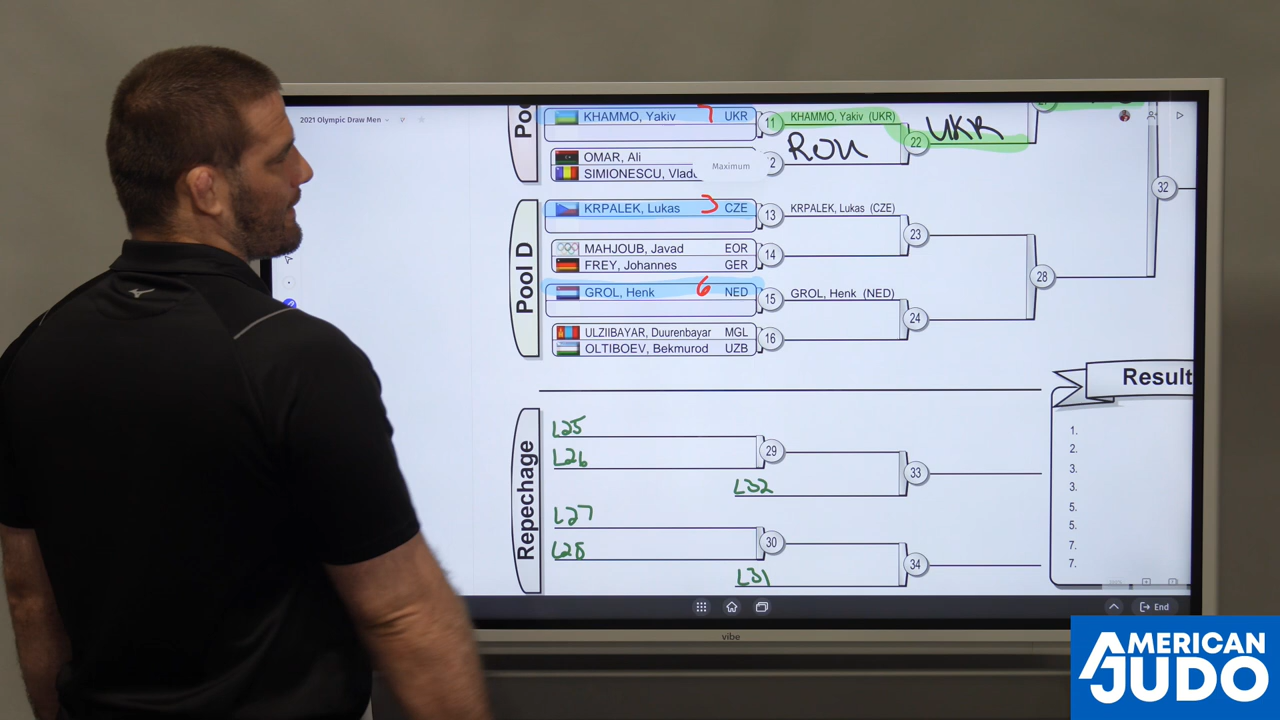 2021 Olympic Draw Men
KHAMMO, Yakiv 7 UKR
11
KHAMMO, Yakiv (UKR)
22
UKR
OMAR, Ali
Maximum
2
ROU
SIMIONESCU,
32
Pool D
KRPALEK, Lukas CZE
13
KRPALEK, Lukas (CZE)
23
MAHJOUB, Javad EOR
14
FREY, Johannes GER
28
GROL, Henk 6 NED
15
GROL, Henk (NED)
24
ULZIIBAYAR, Duurenbayar MGL
16
OLTIBOEV, Bekmurod UZB
Repechage
L25
29
L26
33
L32
L27
30
L28
34
L31
Result
1.
2.
3.
3.
5.
5.
7.
7.
End
vibe
AMERICAN
JUDO